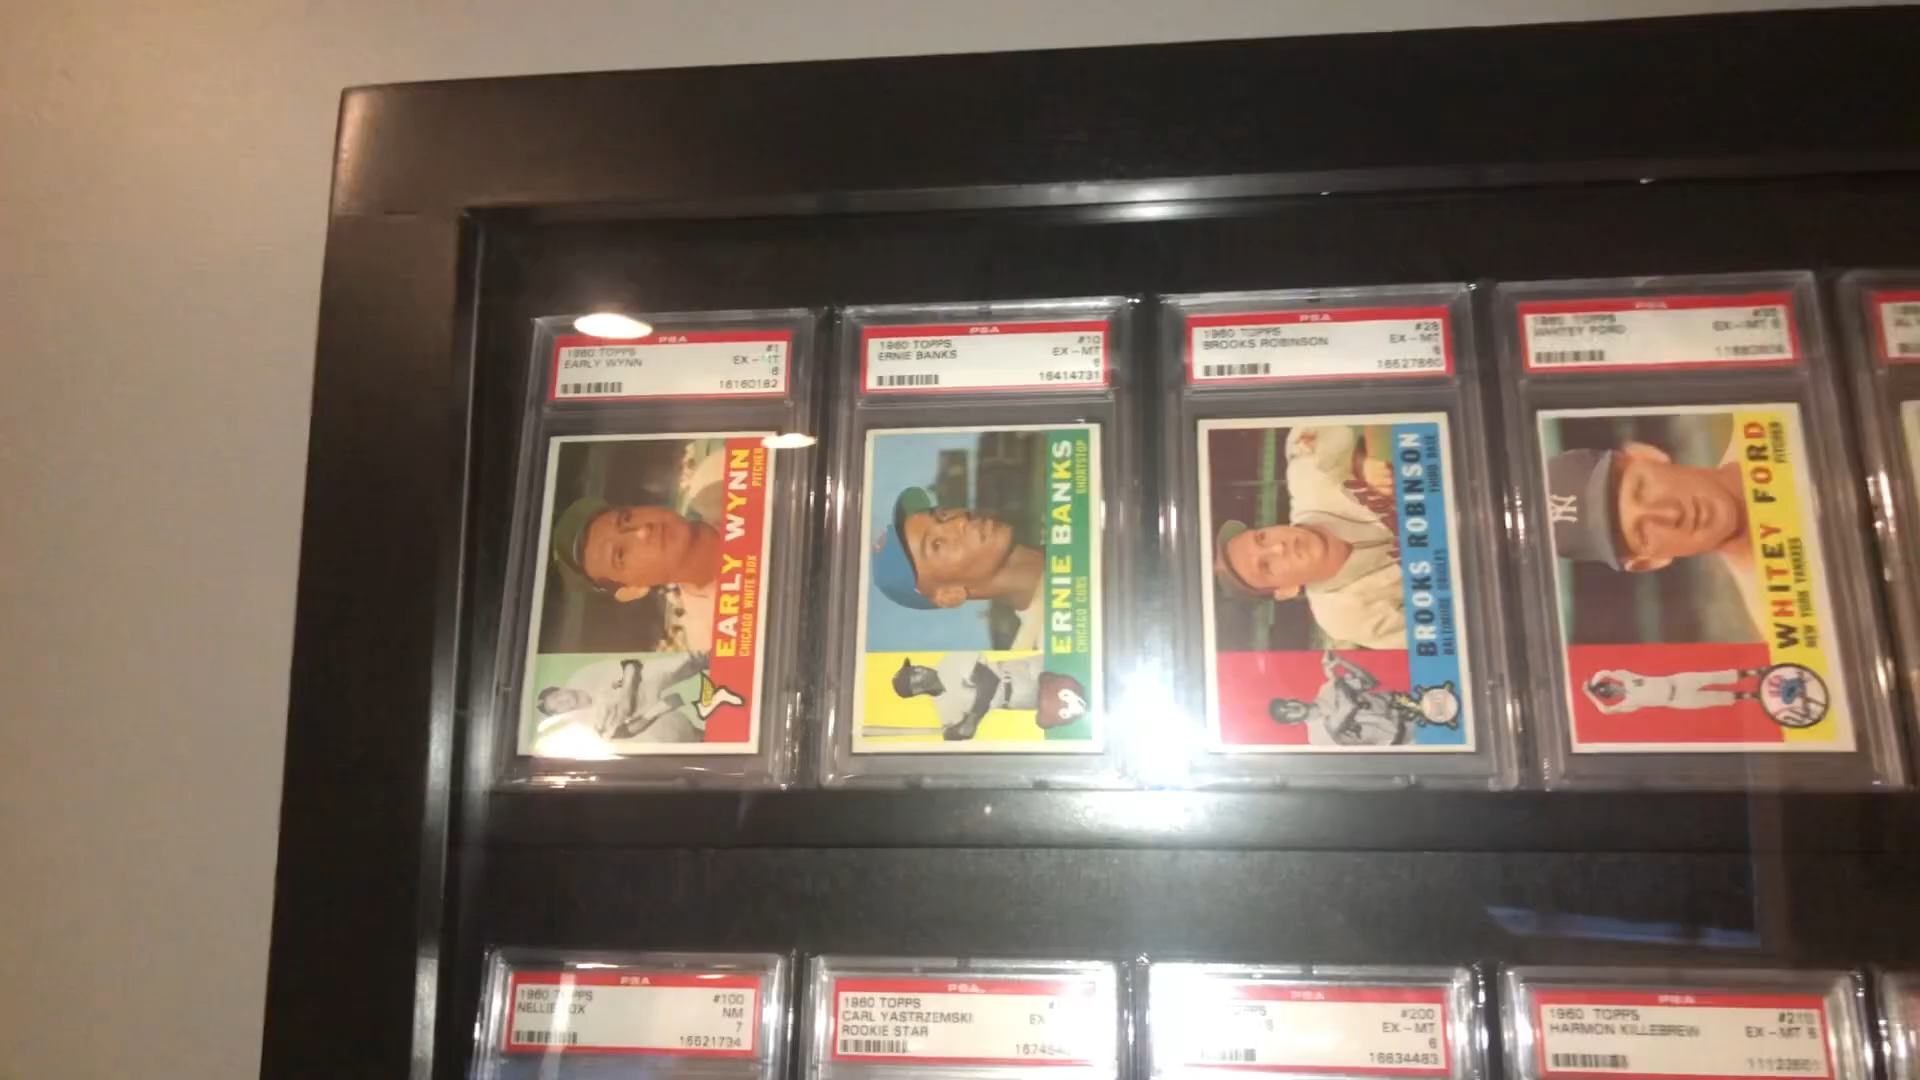 PSA
1960 TOPPS #1
EARLY WYNN EX-MT
6
16160182
PSA
1960 TOPPS #10
ERNIE BANKS EX-MT
6
16414731
PSA
1960 TOPPS #28
BROOKS ROBINSON EX-MT
6
16527860
PSA
1960 TOPPS
WHITEY FORD EX-MT 6
EARLY WYNN PITCHER
CHICAGO WHITE SOX
ERNIE BANKS SHORTSTOP
CHICAGO CUBS
BROOKS ROBINSON THIRD BASE
BALTIMORE ORIOLES
NY
WHITEY FORD PITCHER
NEW YORK YANKEES
PSA
1960 TOPPS #100
NELLIE FOX NM
7
16621734
PSA
1960 TOPPS
CARL YASTRZEMSKI EX
ROOKIE STAR
PSA
#200
EX-MT
6
16634483
PSA
1960 TOPPS #210
HARMON KILLEBREW EX-MT 6